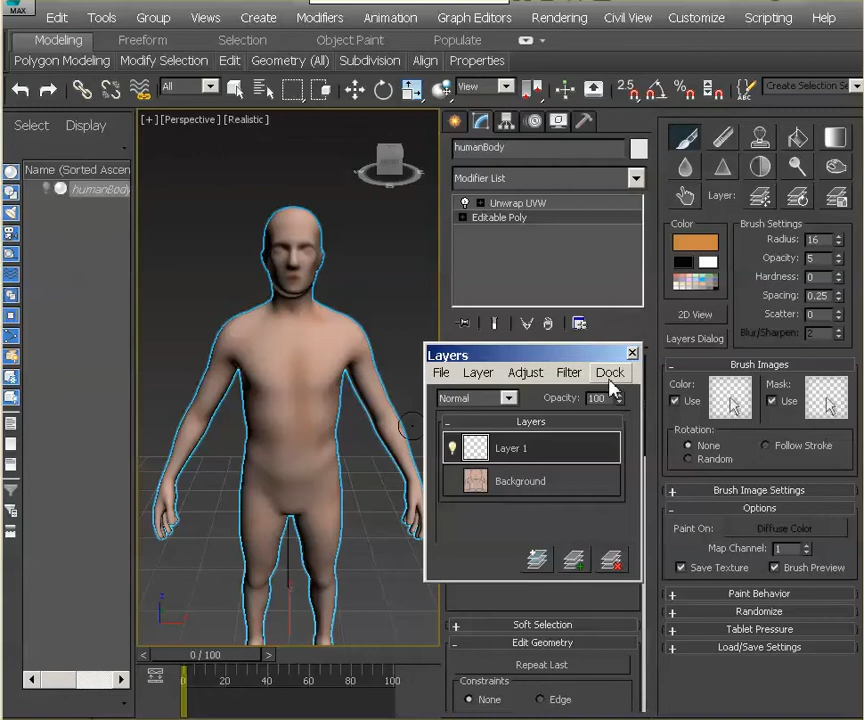 MAX
Edit Tools Group Views Create Modifiers Animation Graph Editors Rendering Civil View Customize Scripting Help
Modeling Freeform Selection Object Paint Populate
Polygon Modeling Modify Selection Edit Geometry (All) Subdivision Align Properties
All View 2.5 ABC Create Selection Se
Select Display
Name (Sorted Ascen
humanBody
[+] [Perspective] [Realistic]
humanBody
Modifier List
Unwrap UVW
Editable Poly
Layer:
Color
2D View
Layers Dialog
Brush Settings
Radius: 16
Opacity: 5
Hardness: 0
Spacing: 0.25
Scatter: 0
Blur/Sharpen: 2
Layers
File Layer Adjust Filter Dock
Normal Opacity: 100
Layers
Layer 1
Background
Brush Images
Color: Mask:
Use Use
Rotation:
None Follow Stroke
Random
Brush Image Settings
Options
Paint On: Diffuse Color
Map Channel: 1
Save Texture Brush Preview
Paint Behavior
Randomize
Tablet Pressure
Load/Save Settings
Soft Selection
Edit Geometry
Repeat Last
Constraints
None Edge
z
x
< 0 / 100 >
0 20 40 60 80 100